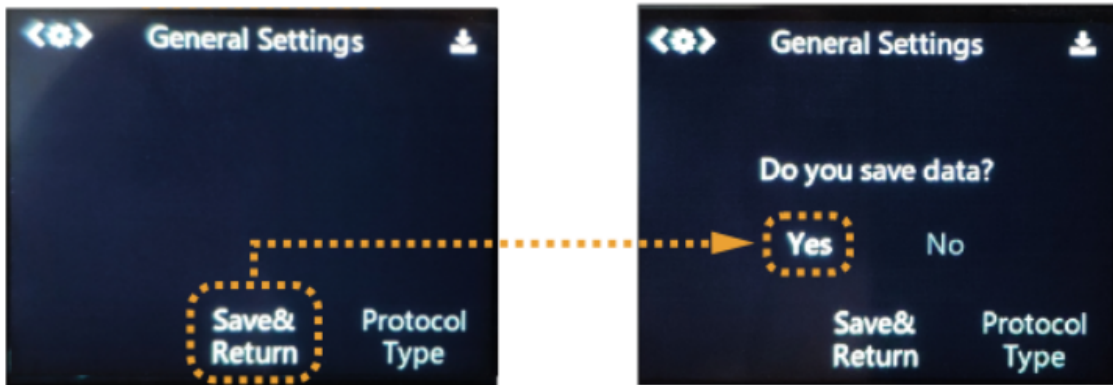 General Settings
Save&
Return
Protocol
Type
General Settings
Do you save data?
Yes
No
Save&
Return
Protocol
Type